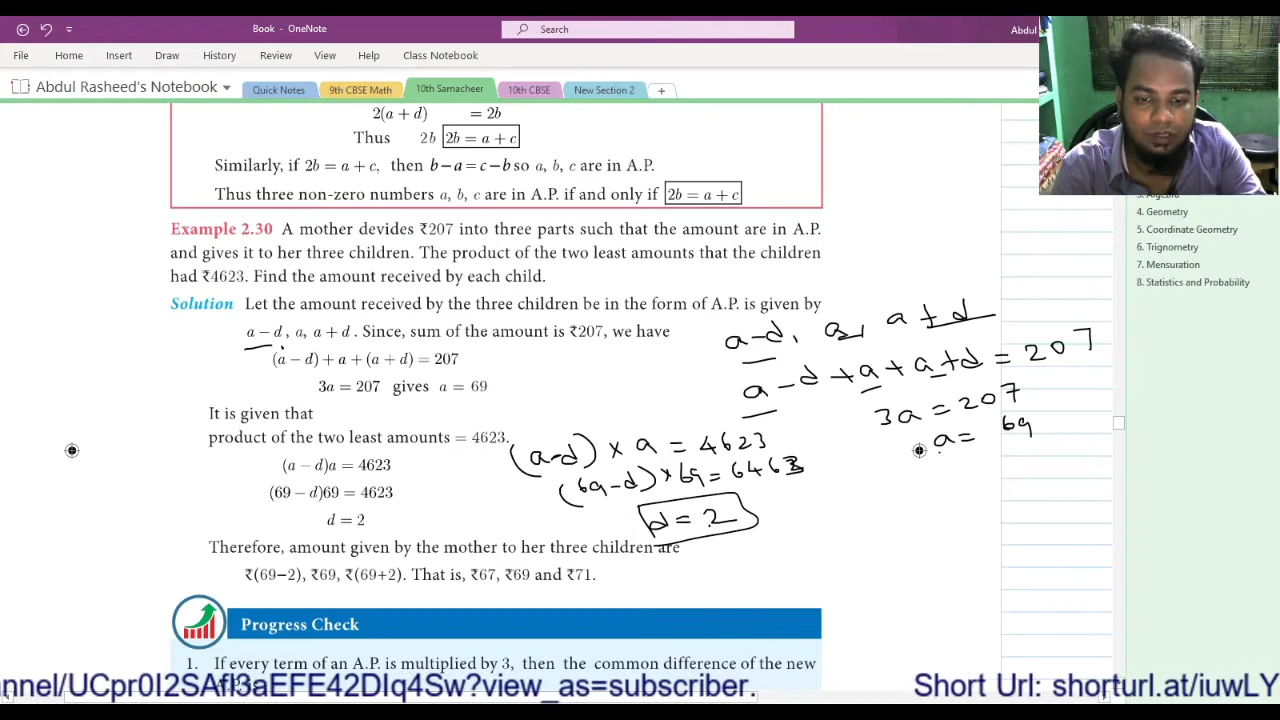 Book - OneNote
Search
Abdul
File Home Insert Draw History Review View Help Class Notebook
Abdul Rasheed's Notebook
Quick Notes
9th CBSE Math
10th Samacheer
10th CBSE
New Section 2
+
2(a + d) = 2b
Thus 2b 2b = a + c
Similarly, if 2b = a + c, then b − a = c − b so a, b, c are in A.P.
Thus three non-zero numbers a, b, c are in A.P. if and only if 2b = a + c
Example 2.30 A mother devides ₹207 into three parts such that the amount are in A.P.
and gives it to her three children. The product of the two least amounts that the children
had ₹4623. Find the amount received by each child.
Solution Let the amount received by the three children be in the form of A.P. is given by
a − d, a, a + d. Since, sum of the amount is ₹207, we have
(a − d) + a + (a + d) = 207
3a = 207 gives a = 69
It is given that
product of the two least amounts = 4623.
(a − d)a = 4623
(69 − d)69 = 4623
d = 2
Therefore, amount given by the mother to her three children are
₹(69−2), ₹69, ₹(69+2). That is, ₹67, ₹69 and ₹71.
a-d, a, a + d
a - d + a + a + d = 207
3a = 207
a = 69
(a-d) × a = 4623
(69-d) × 69 = 6463
d = 2
Progress Check
1. If every term of an A.P. is multiplied by 3, then the common difference of the new
4. Geometry
5. Coordinate Geometry
6. Trignometry
7. Mensuration
8. Statistics and Probability
annel/UCpr0I2SAfUsaEFE42DIq4Sw?view_as=subscriber.
Short Url: shorturl.at/iuwLY